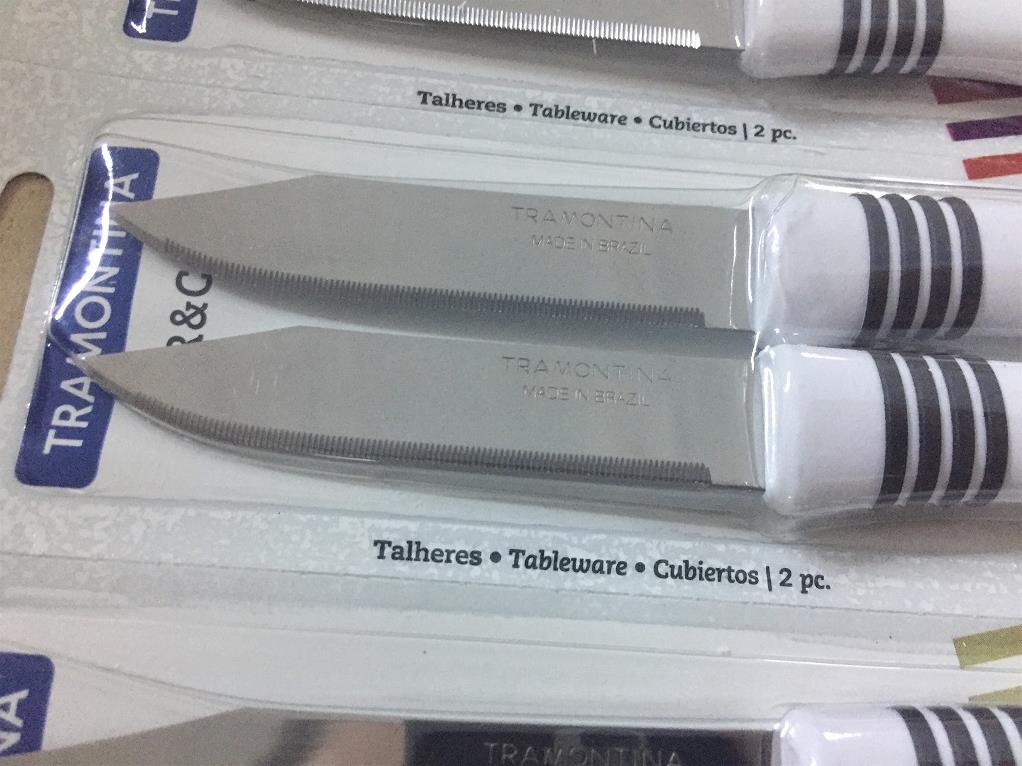 Talheres • Tableware • Cubiertos | 2 pc.
TRAMONTINA
R&C
TRAMONTINA
MADE IN BRAZIL
TRAMONTINA
MADE IN BRAZIL
Talheres • Tableware • Cubiertos | 2 pc.
TRAMONTINA